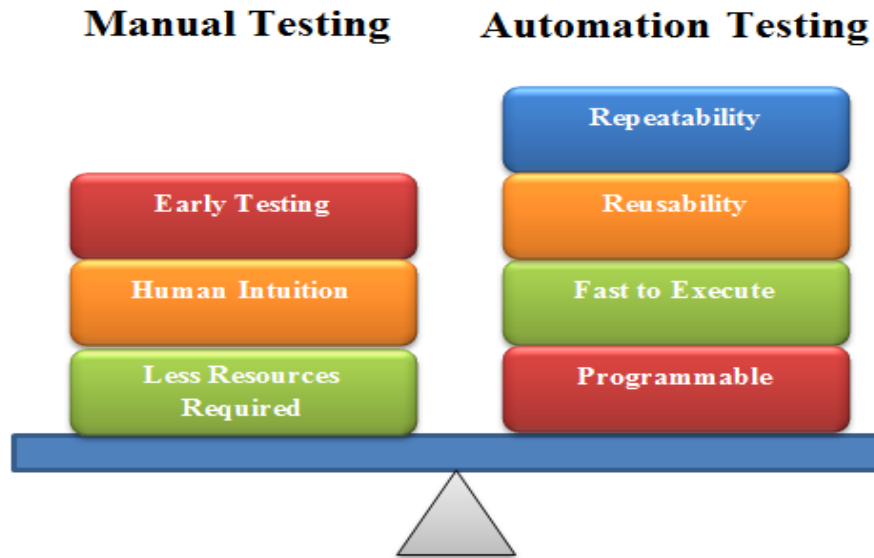 Manual Testing
Early Testing
Human Intuition
Less Resources
Required
Automation Testing
Repeatability
Reusability
Fast to Execute
Programmable